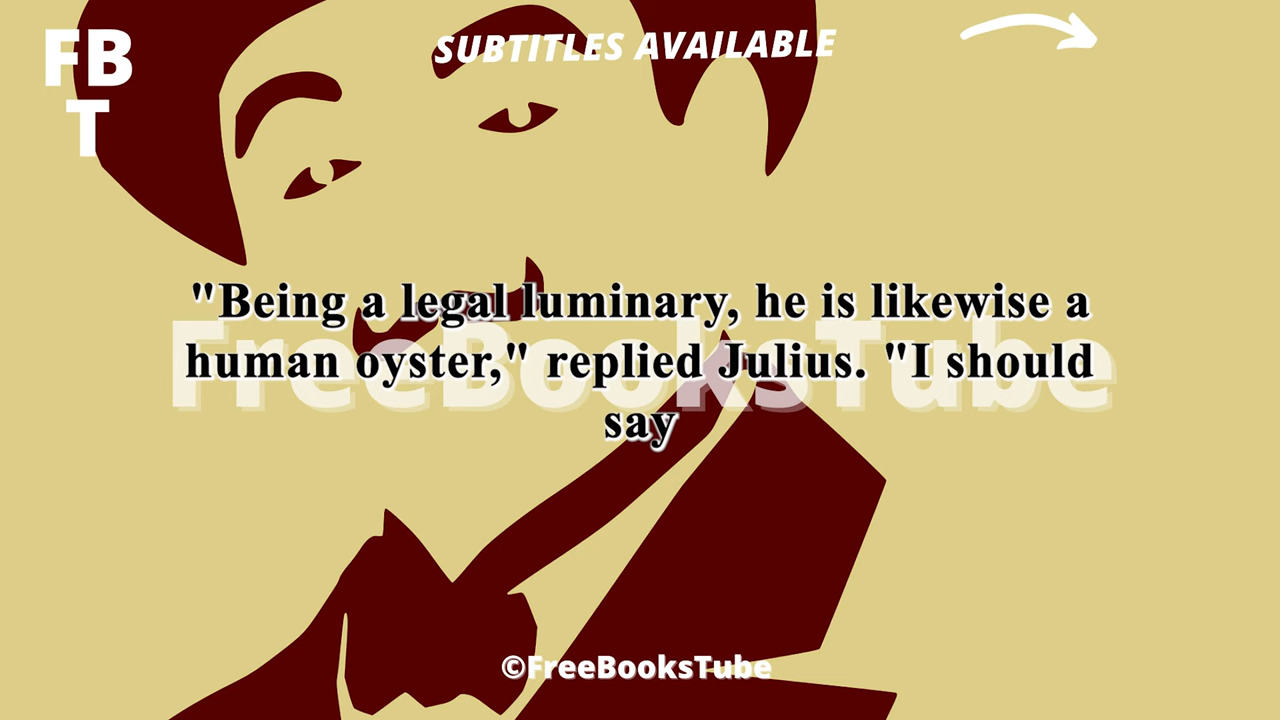 FB
T
SUBTITLES AVAILABLE
"Being a legal luminary, he is likewise a
human oyster," replied Julius. "I should
say
FreeBooksTube
©FreeBooksTube